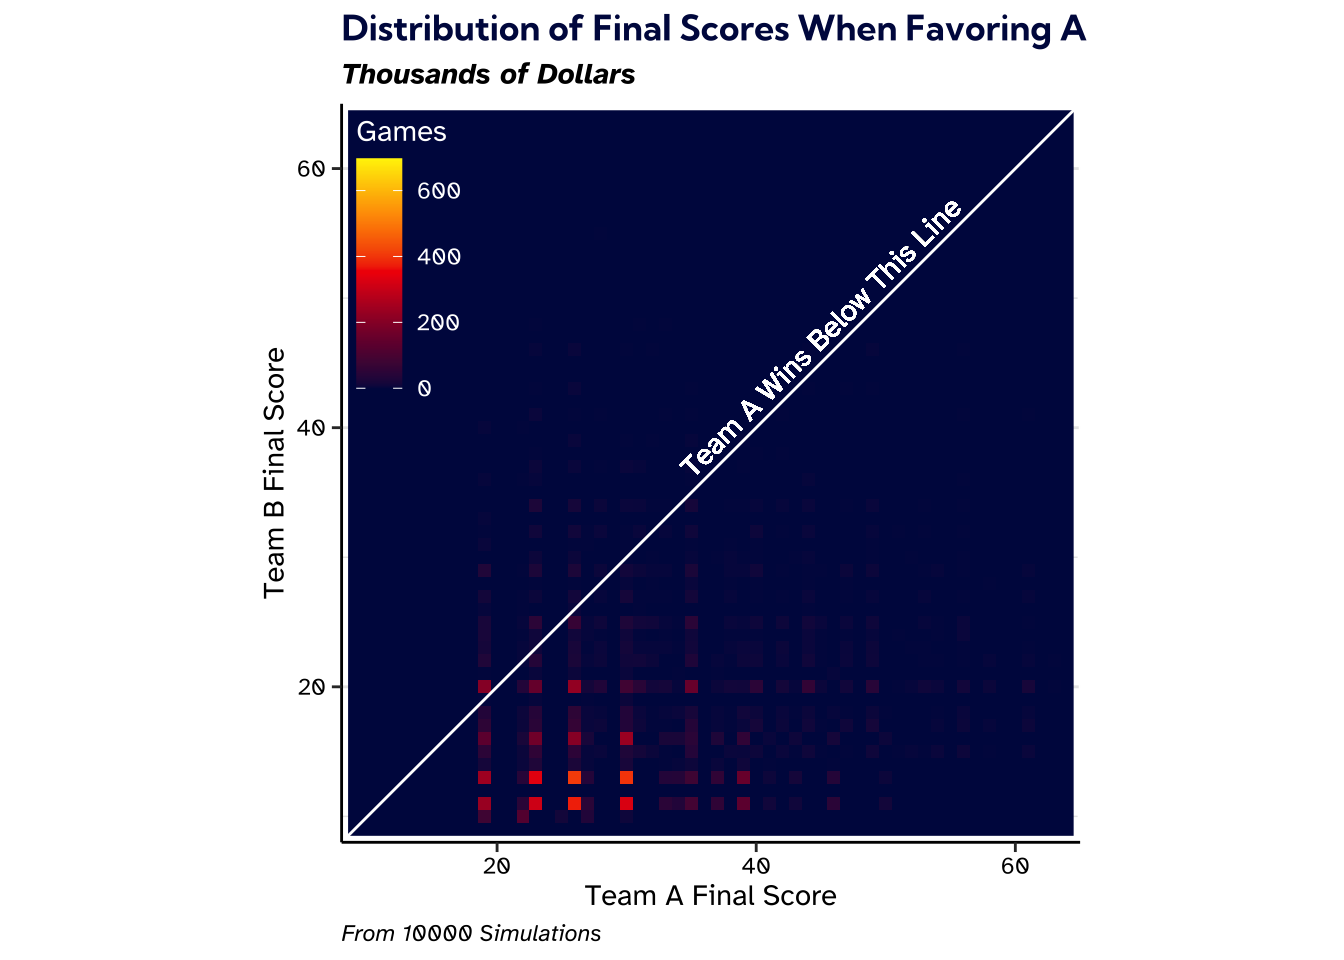 Distribution of Final Scores When Favoring A
Thousands of Dollars
Games
600
400
200
0
Team A Wins Below This Line
Team B Final Score
60
40
20
20 40 60
Team A Final Score
From 10000 Simulations